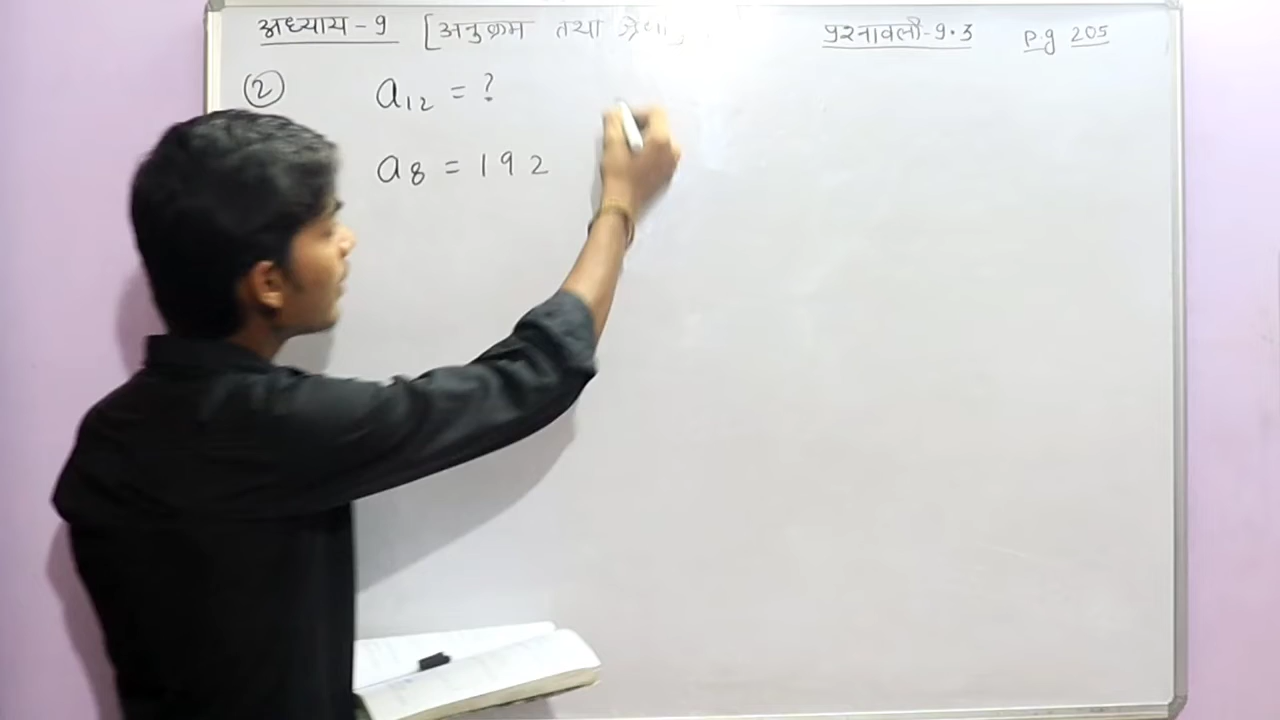 अध्याय - 9 [अनुक्रम तथा प्रश्नावली - 9.3 p.g 205
(2) a₁₂ = ?
a₈ = 192